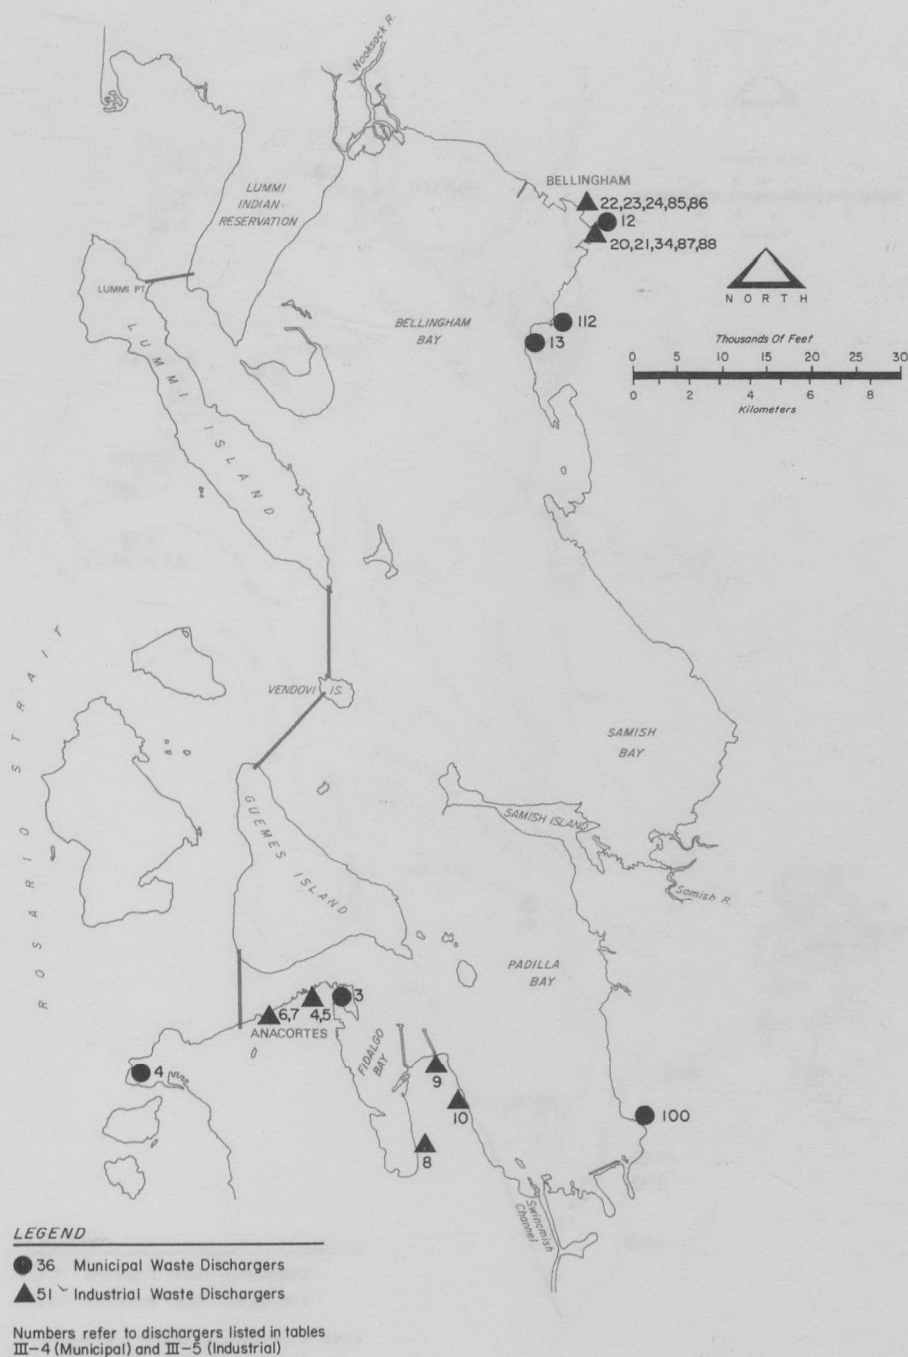 Nooksack R.
LUMMI
INDIAN
RESERVATION
BELLINGHAM
22,23,24,85,86
12
20,21,34,87,88
NORTH
LUMMI PT.
LUMMI ISLAND
BELLINGHAM
BAY
112
13
Thousands Of Feet
0 5 10 15 20 25 30
0 2 4 6 8
Kilometers
ROSARIO STRAIT
VENDOVI IS.
SAMISH
BAY
GUEMES ISLAND
SAMISH ISLAND
Samish R.
PADILLA
BAY
3
6,7
4,5
ANACORTES
FIDALGO
BAY
4
9
10
8
100
Swinomish
Channel
LEGEND
36 Municipal Waste Dischargers
51 Industrial Waste Dischargers
Numbers refer to dischargers listed in tables
III-4 (Municipal) and III-5 (Industrial)